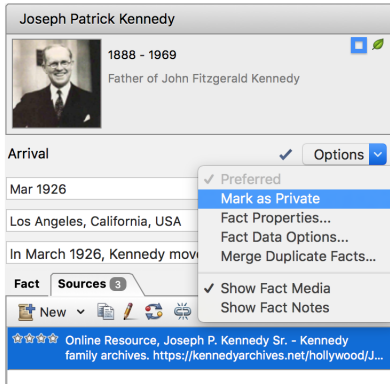 Joseph Patrick Kennedy
1888 - 1969
Father of John Fitzgerald Kennedy
Arrival
Options
Mar 1926
Los Angeles, California, USA
In March 1926, Kennedy mov
Preferred
Mark as Private
Fact Properties...
Fact Data Options...
Merge Duplicate Facts...
Show Fact Media
Show Fact Notes
Fact
Sources 3
New
Online Resource, Joseph P. Kennedy Sr. - Kennedy
family archives. https://kennedyarchives.net/hollywood/J...